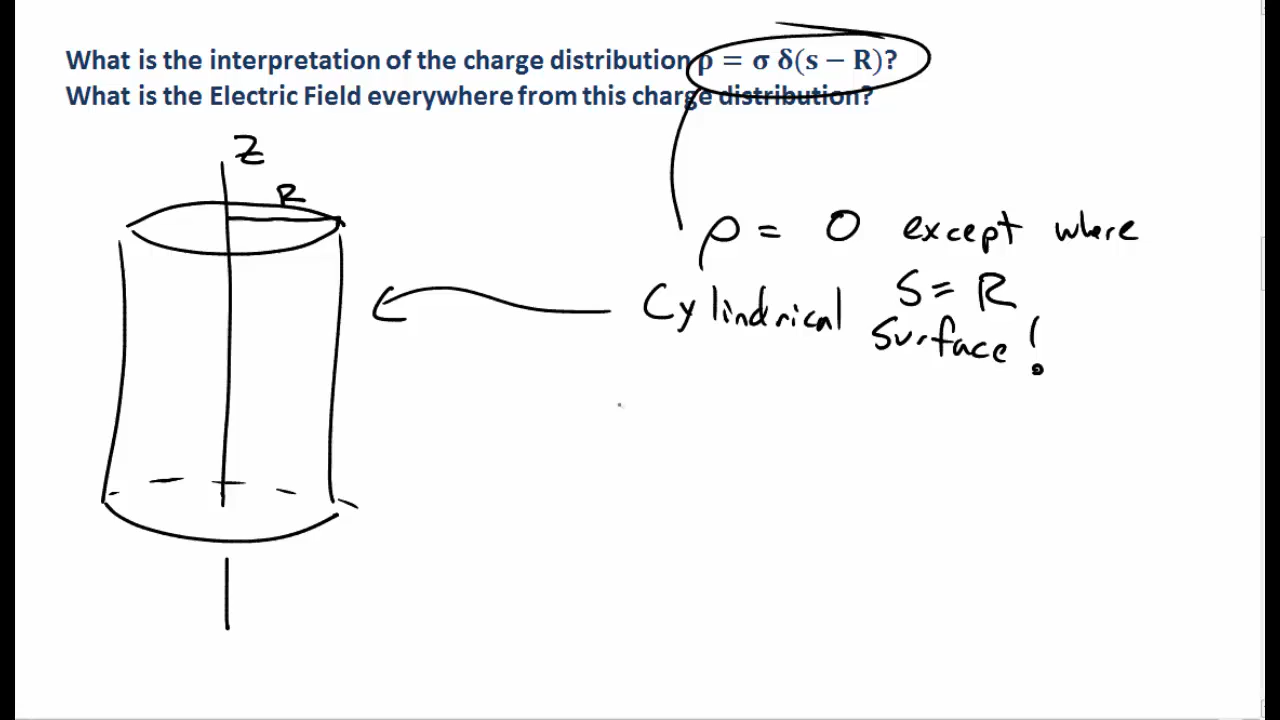 What is the interpretation of the charge distribution ρ = σ δ(s − R)?
What is the Electric Field everywhere from this charge distribution?
Z
R
ρ = 0 except where
S = R
Cylindrical surface!